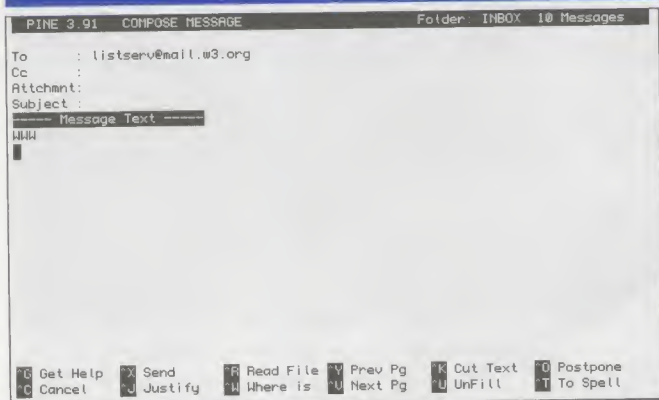 PINE 3.91 COMPOSE MESSAGE Folder: INBOX 10 Messages
To : listserv@mail.w3.org
Cc :
Attchmnt:
Subject :
----- Message Text -----
WWW
^G Get Help ^X Send ^R Read File ^Y Prev Pg ^K Cut Text ^O Postpone
^C Cancel ^J Justify ^W Where is ^V Next Pg ^U UnFill ^T To Spell